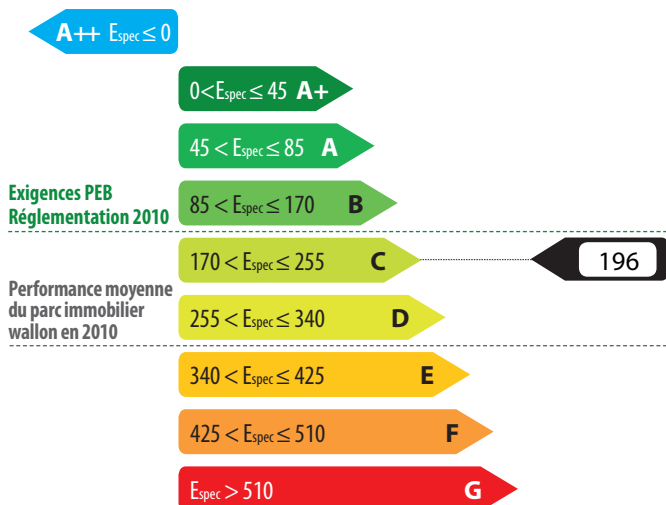 A++ Espec ≤ 0
0<Espec ≤ 45 A+
45 < Espec ≤ 85 A
Exigences PEB
Réglementation 2010
85 < Espec ≤ 170 B
170 < Espec ≤ 255 C
196
Performance moyenne
du parc immobilier
wallon en 2010
255 < Espec ≤ 340 D
340 < Espec ≤ 425 E
425 < Espec ≤ 510 F
Espec > 510 G